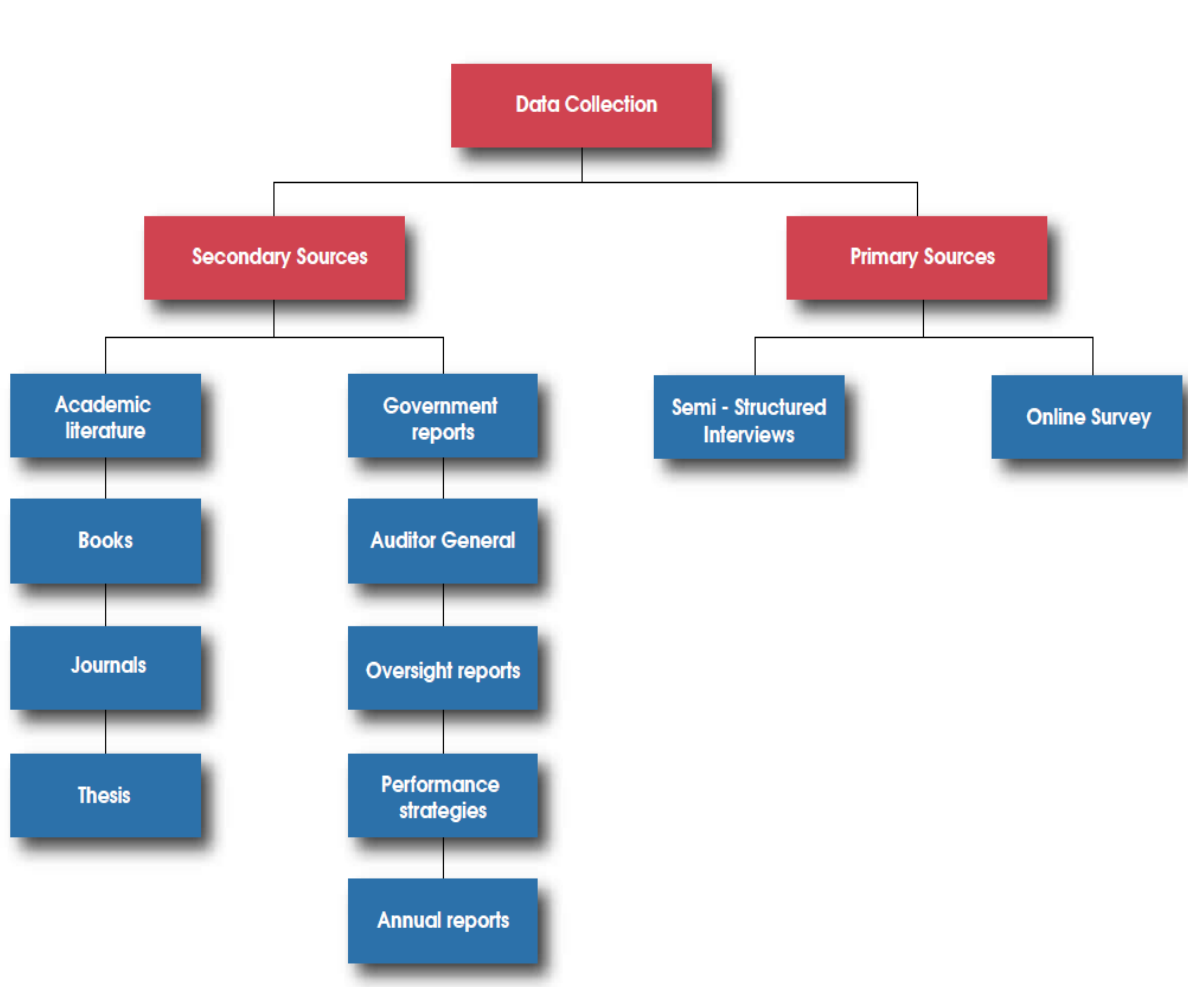 Data Collection
Secondary Sources
Primary Sources
Academic
literature
Government
reports
Semi - Structured
Interviews
Online Survey
Books
Auditor General
Journals
Oversight reports
Thesis
Performance
strategies
Annual reports